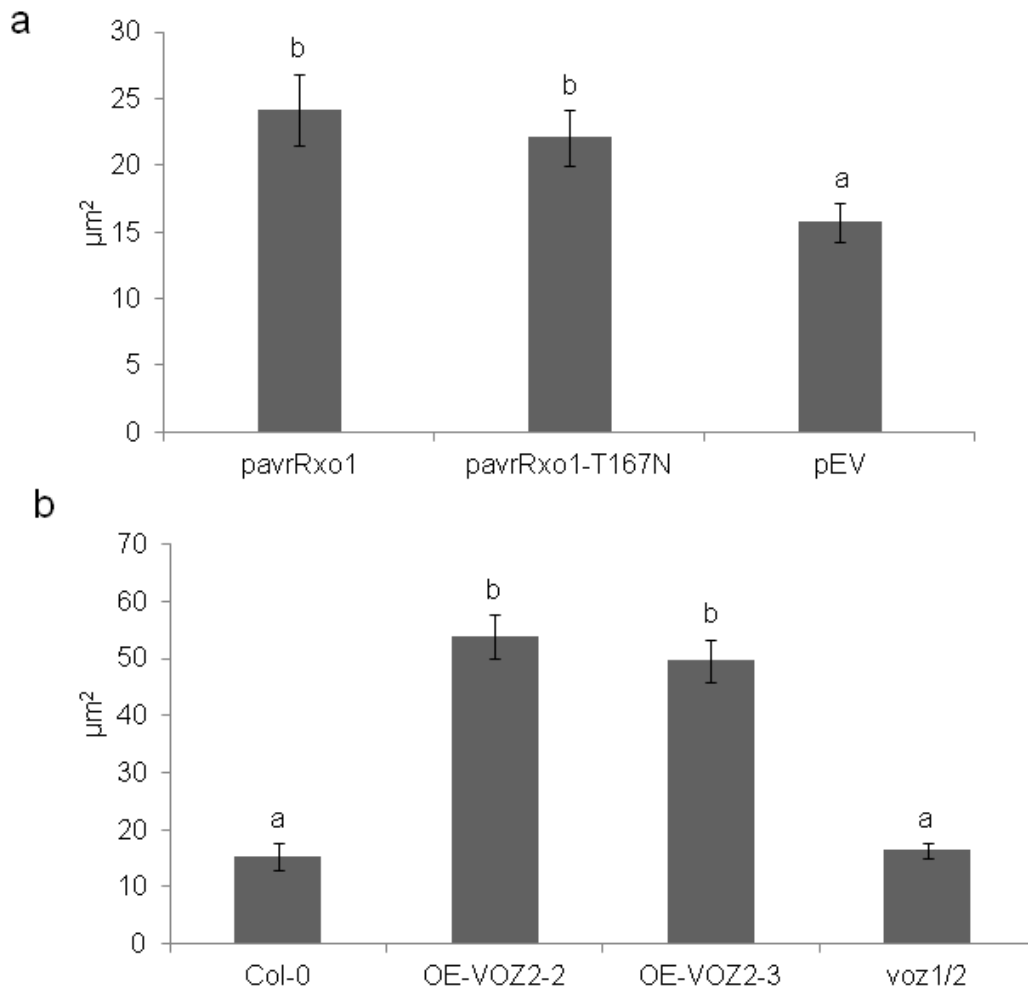 a
30
25
20
15
10
5
0
µm²
b
b
a
pavrRxo1 pavrRxo1-T167N pEV
b
70
60
50
40
30
20
10
0
µm²
a
b
b
a
Col-0 OE-VOZ2-2 OE-VOZ2-3 voz1/2